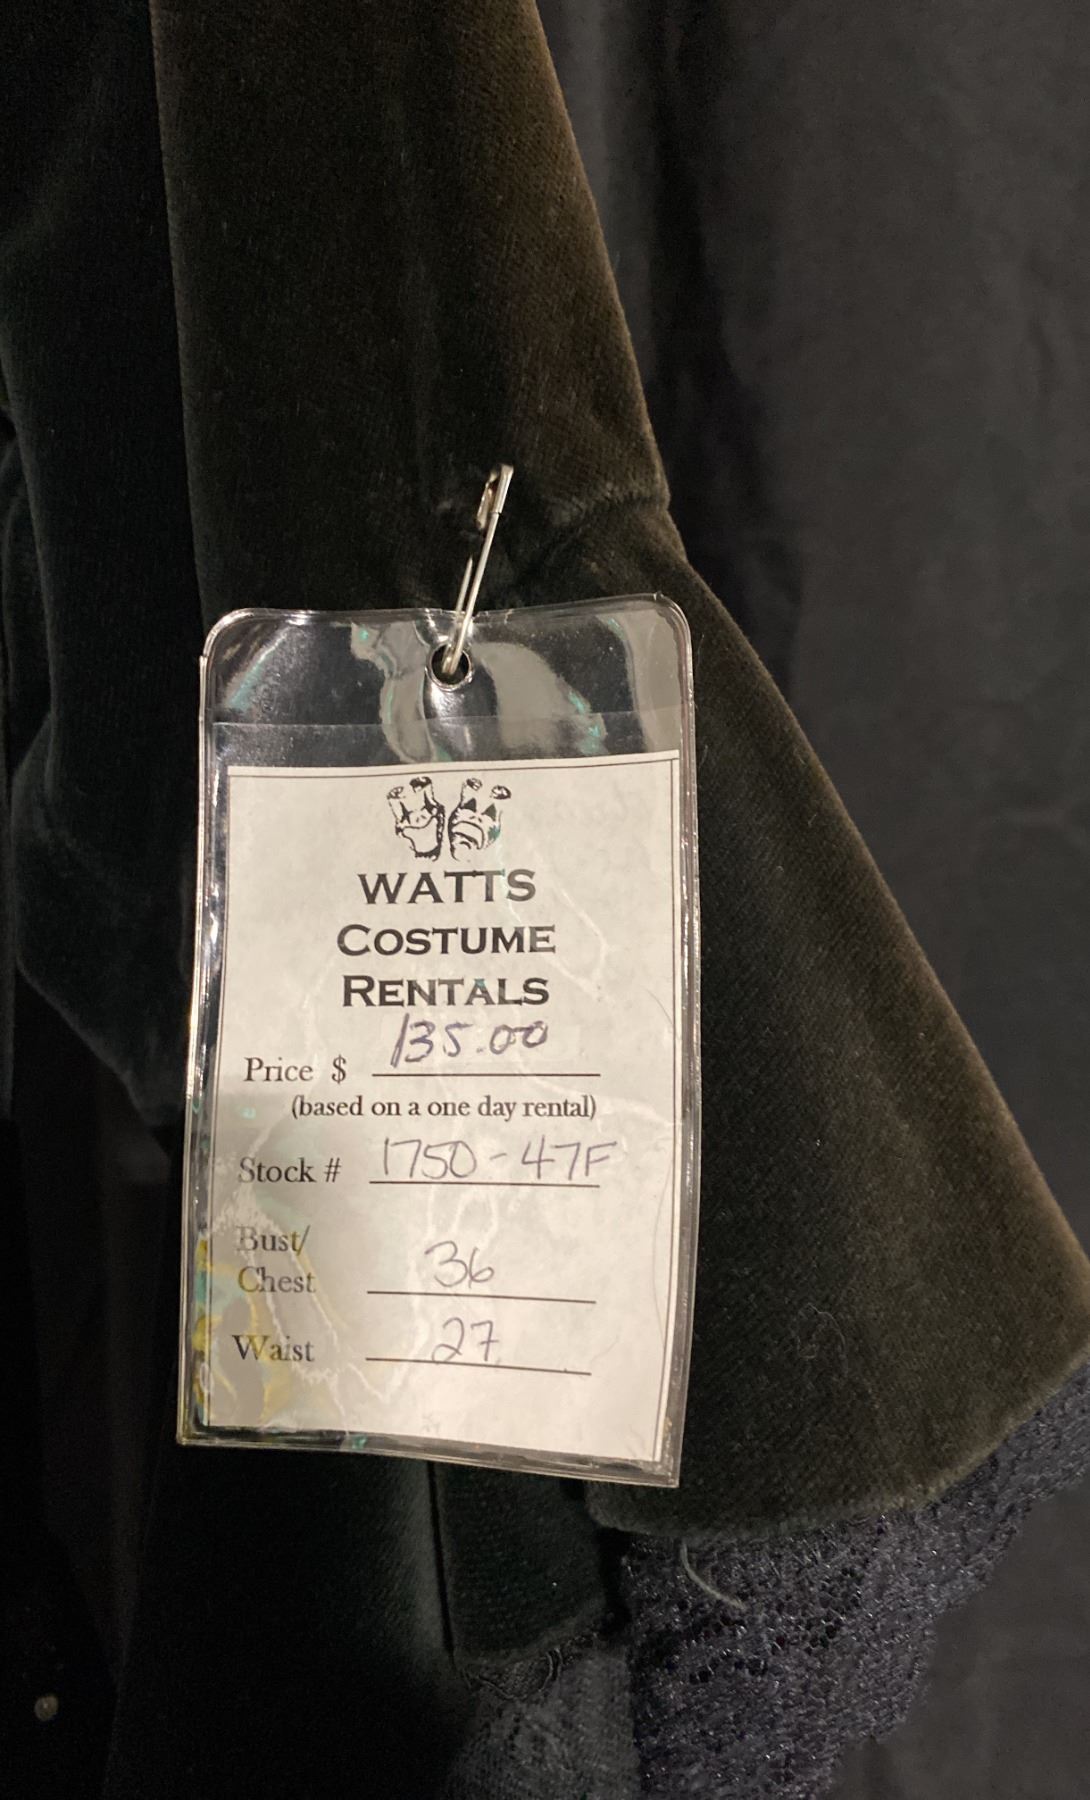 WATTS
COSTUME
RENTALS
Price $ 135.00
(based on a one day rental)
Stock # 1750-47F
Bust/
Chest 36
Waist 27